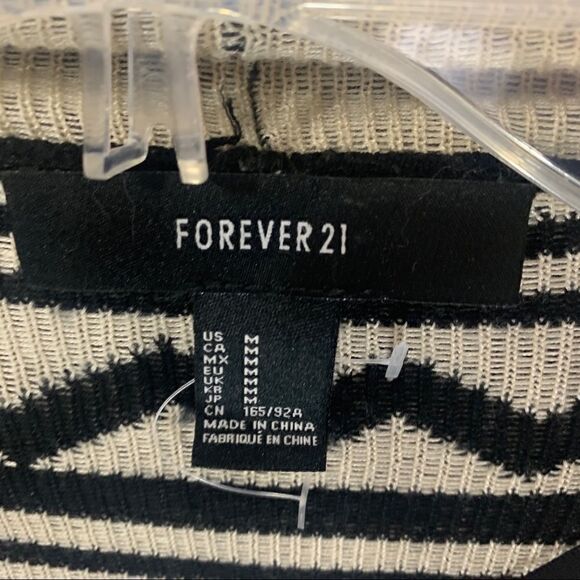 FOREVER 21
US M
CA M
MX M
EU M
UK M
KR M
JP M
CN 165/92A
MADE IN CHINA
FABRIQUÉ EN CHINE